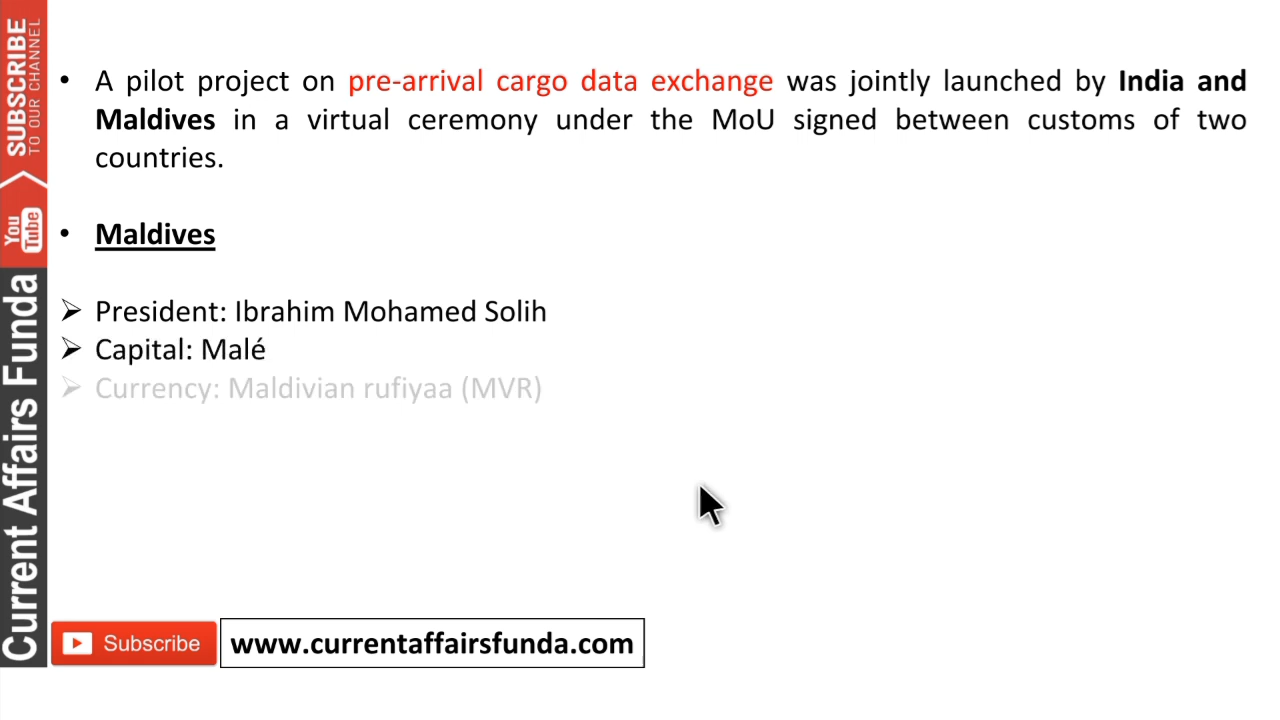 • A pilot project on pre-arrival cargo data exchange was jointly launched by India and
Maldives in a virtual ceremony under the MoU signed between customs of two
countries.
• Maldives
➢ President: Ibrahim Mohamed Solih
➢ Capital: Malé
➢ Currency: Maldivian rufiyaa (MVR)
SUBSCRIBE
TO OUR CHANNEL
You
Tube
Current Affairs Funda
Subscribe
www.currentaffairsfunda.com